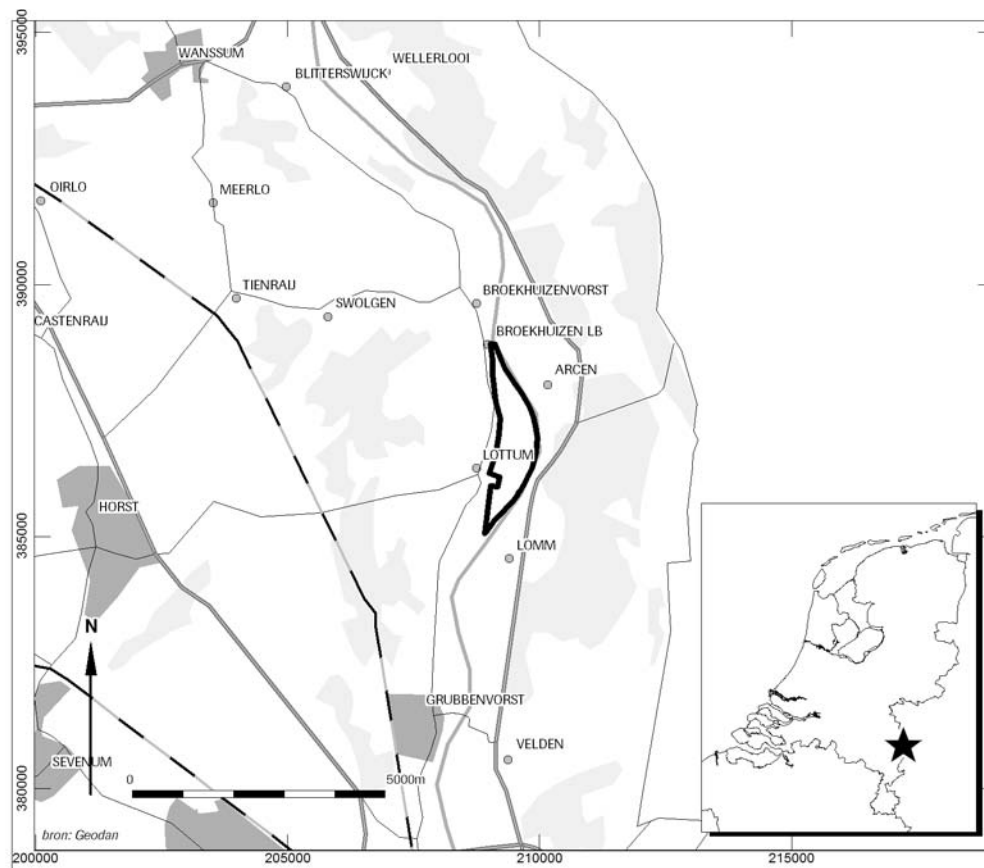 395000
WANSSUM
WELLERLOOI
BLITTERSWIJCK
OIRLO
MEERLO
390000
TIENRAIJ
BROEKHUIZENVORST
SWOLGEN
CASTENRAIJ
BROEKHUIZEN LB
ARCEN
LOTTUM
HORST
385000
LOMM
N
GRUBBENVORST
VELDEN
SEVENUM
0 5000m
380000
bron: Geodan
200000 205000 210000 215000